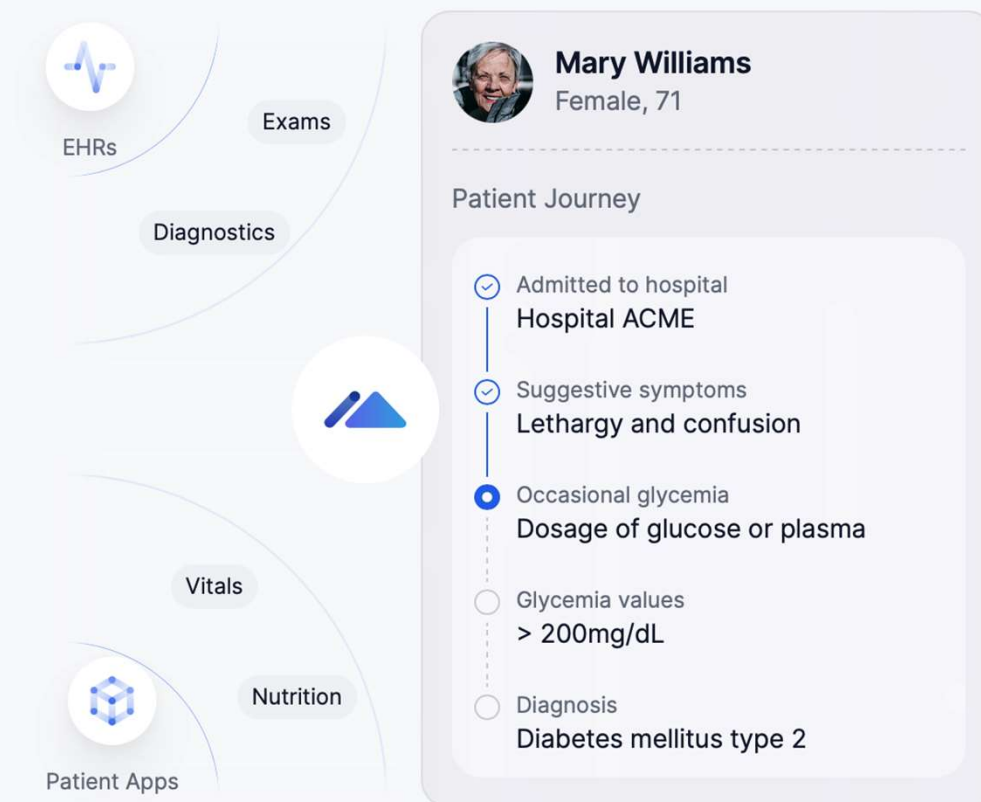 EHRs
Exams
Diagnostics
Vitals
Nutrition
Patient Apps
Mary Williams
Female, 71
Patient Journey
Admitted to hospital
Hospital ACME
Suggestive symptoms
Lethargy and confusion
Occasional glycemia
Dosage of glucose or plasma
Glycemia values
> 200mg/dL
Diagnosis
Diabetes mellitus type 2